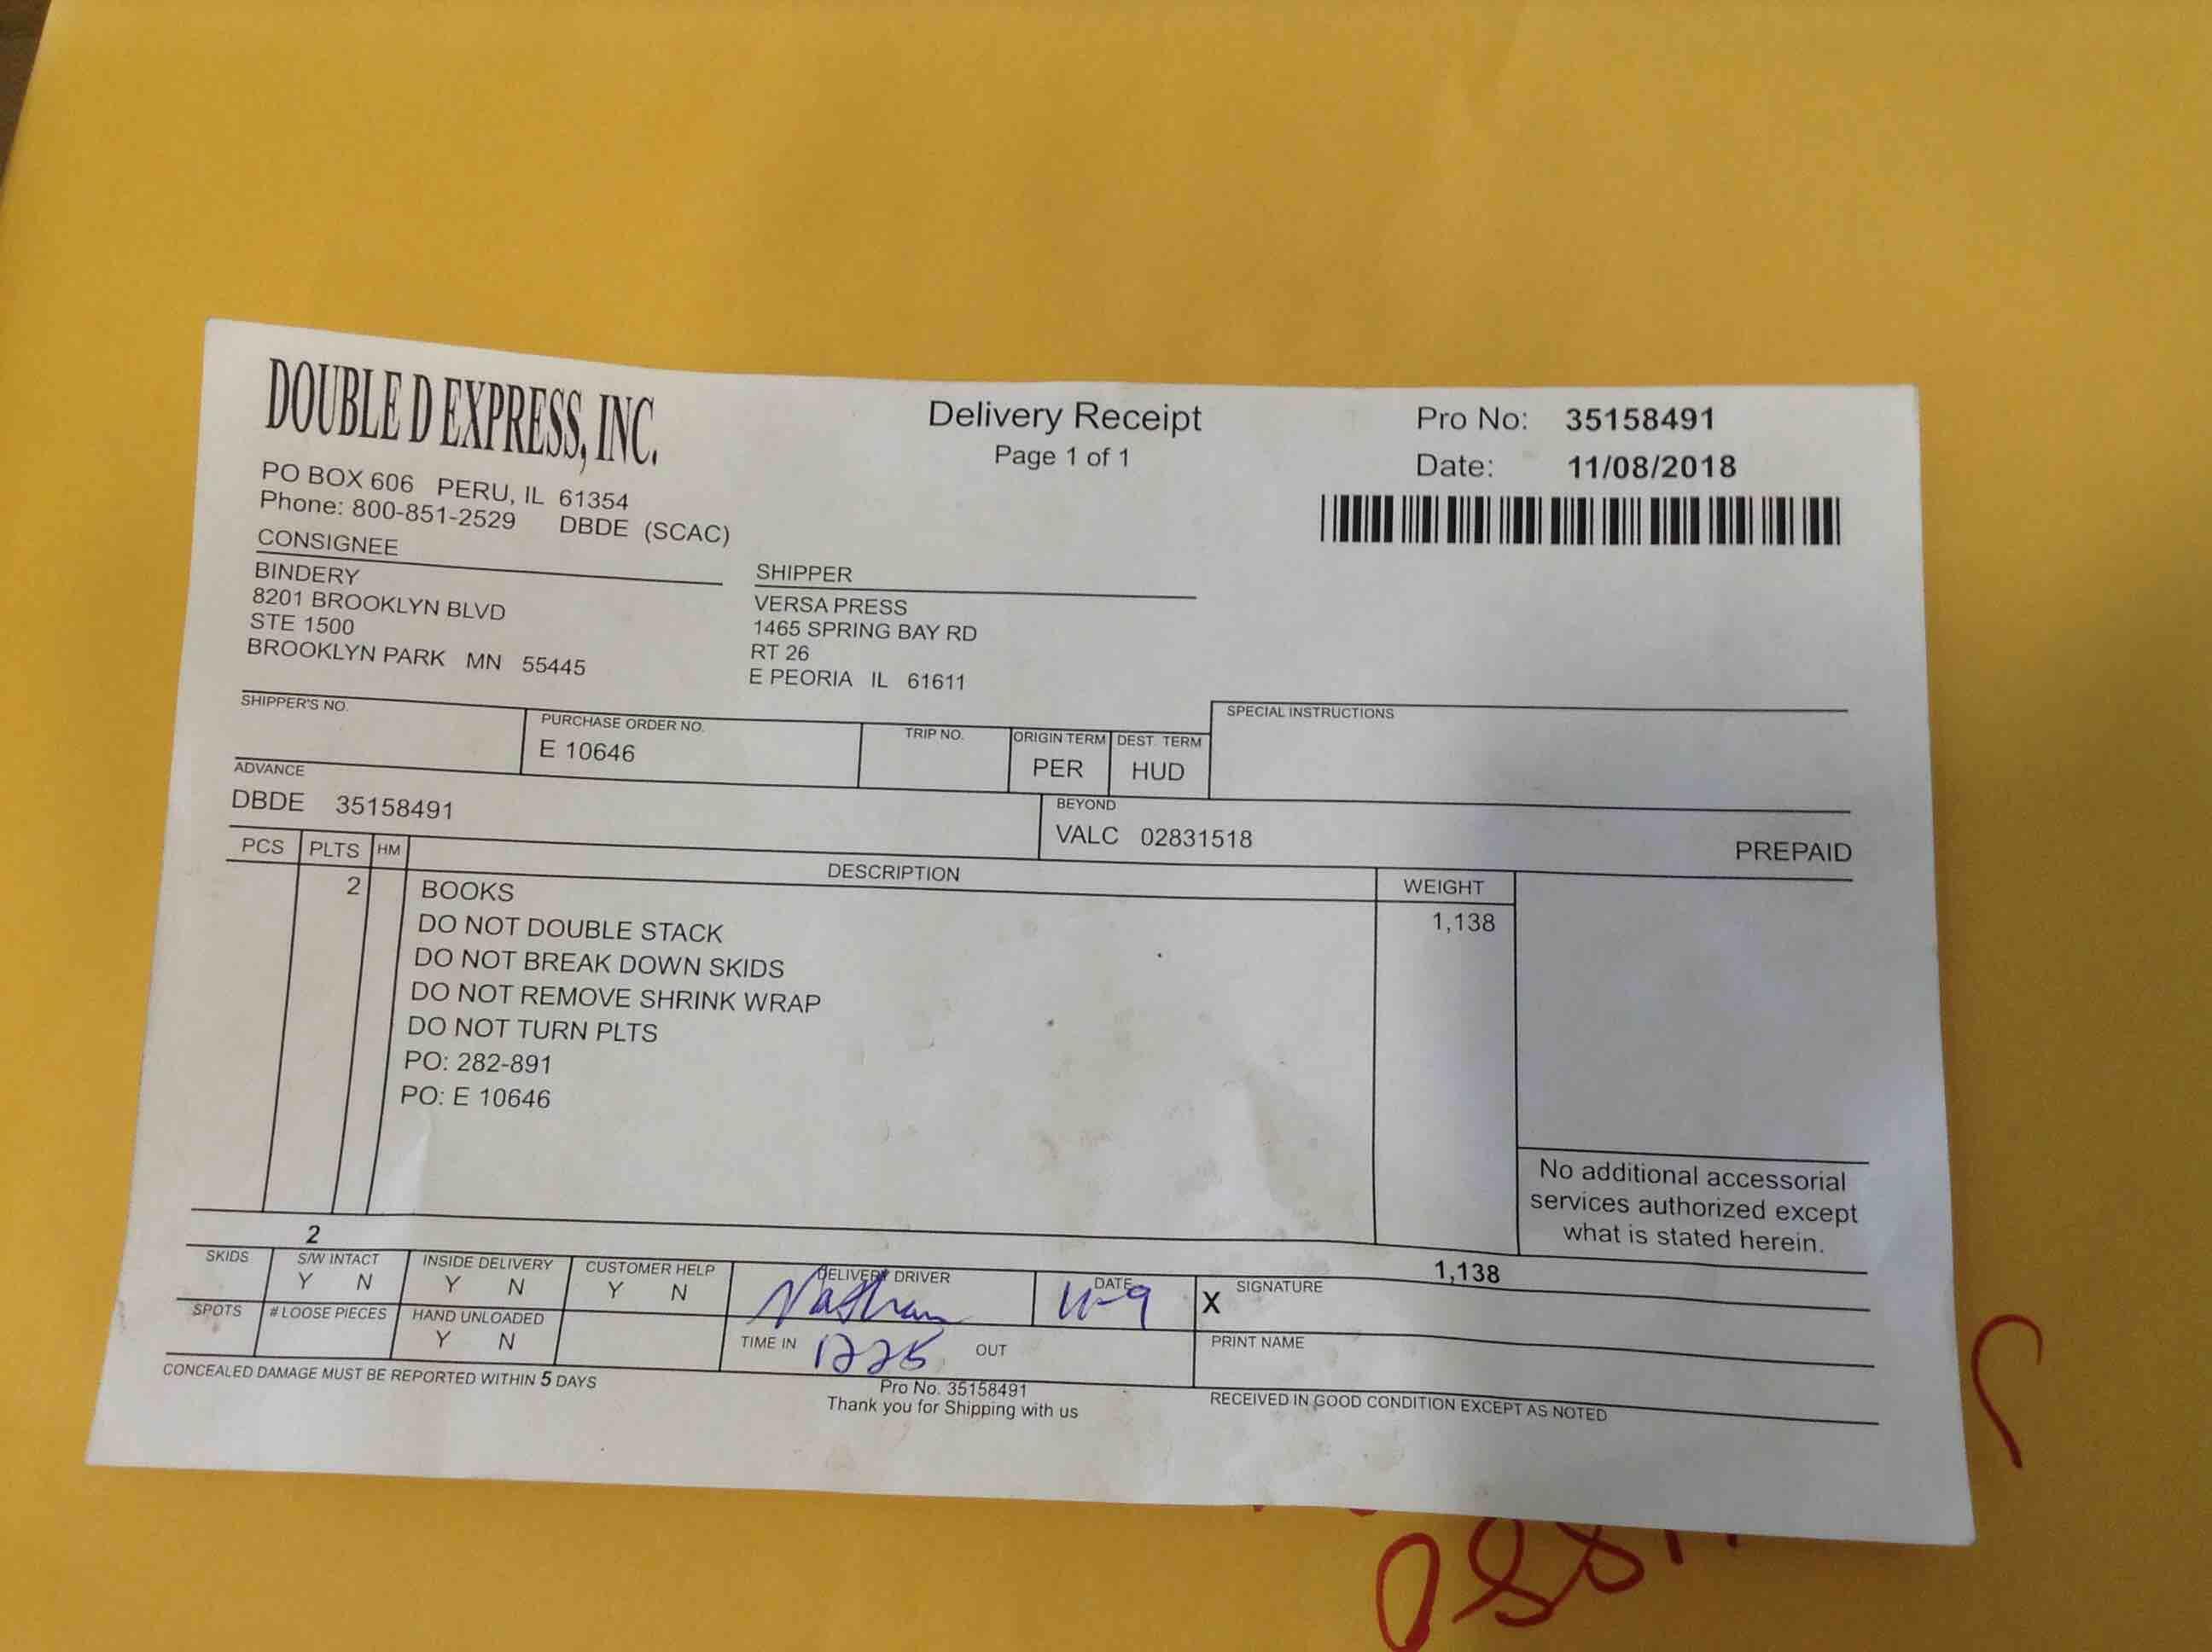 DOUBLE D EXPRESS, INC.
PO BOX 606 PERU, IL 61354
Phone: 800-851-2529 DBDE (SCAC)
Delivery Receipt
Page 1 of 1
Pro No: 35158491
Date: 11/08/2018
CONSIGNEE
BINDERY
8201 BROOKLYN BLVD
STE 1500
BROOKLYN PARK MN 55445
SHIPPER
VERSA PRESS
1465 SPRING BAY RD
RT 26
E PEORIA IL 61611
SHIPPER'S NO.
PURCHASE ORDER NO.
E 10646
TRIP NO.
ORIGIN TERM
PER
DEST. TERM
HUD
SPECIAL INSTRUCTIONS
ADVANCE
DBDE 35158491
BEYOND
VALC 02831518
PREPAID
PCS PLTS HM DESCRIPTION WEIGHT
2 BOOKS 1,138
DO NOT DOUBLE STACK
DO NOT BREAK DOWN SKIDS
DO NOT REMOVE SHRINK WRAP
DO NOT TURN PLTS
PO: 282-891
PO: E 10646
No additional accessorial
services authorized except
what is stated herein.
2 1,138
SKIDS
S/W INTACT
Y N
INSIDE DELIVERY
Y N
CUSTOMER HELP
Y N
DELIVERY DRIVER
Nathan
DATE
11-9
X SIGNATURE
SPOTS
# LOOSE PIECES
HAND UNLOADED
Y N
TIME IN 1225 OUT
PRINT NAME
CONCEALED DAMAGE MUST BE REPORTED WITHIN 5 DAYS
Pro No. 35158491
Thank you for Shipping with us
RECEIVED IN GOOD CONDITION EXCEPT AS NOTED